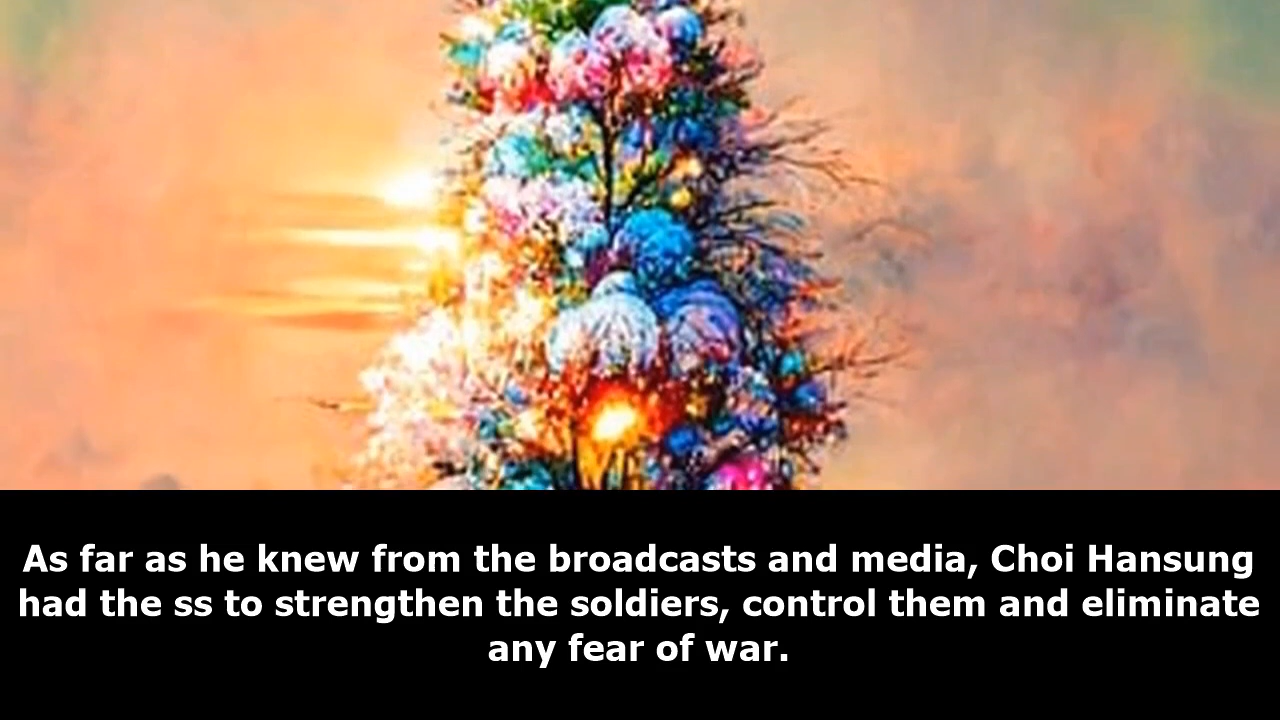 As far as he knew from the broadcasts and media, Choi Hansung
had the ss to strengthen the soldiers, control them and eliminate
any fear of war.